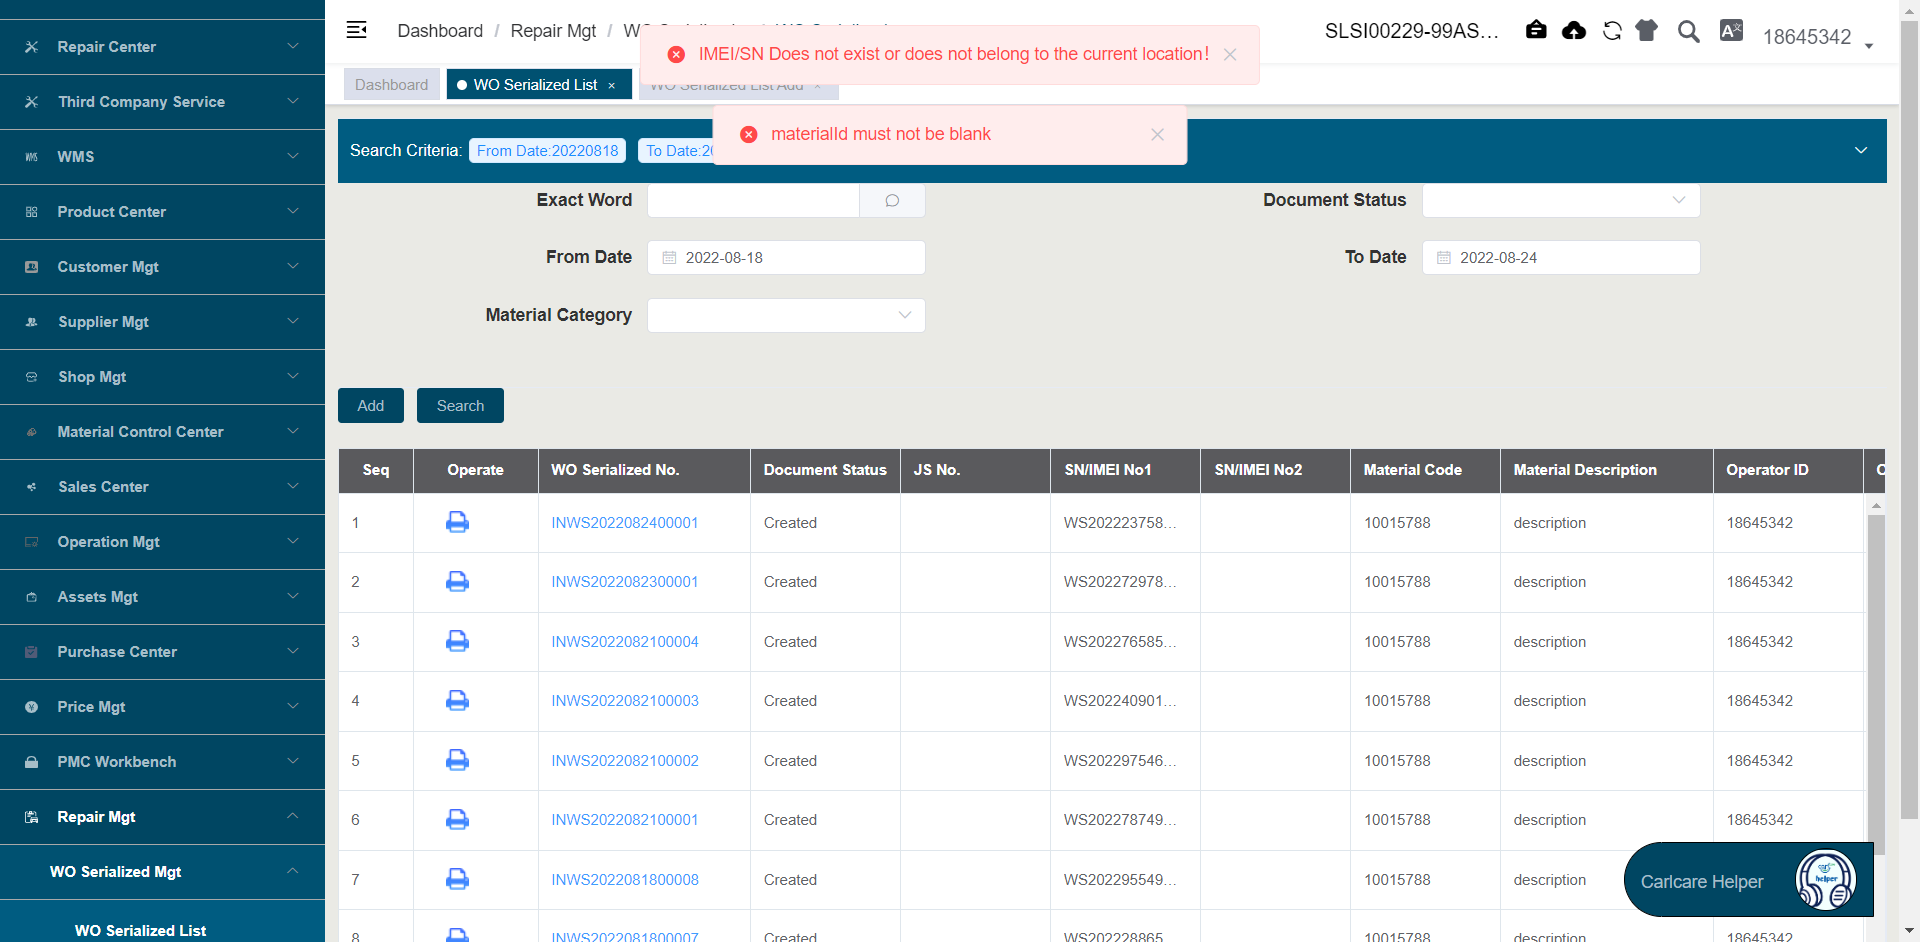 Repair Center
Third Company Service
WMS
Product Center
Customer Mgt
Supplier Mgt
Shop Mgt
Material Control Center
Sales Center
Operation Mgt
Assets Mgt
Purchase Center
Price Mgt
PMC Workbench
Repair Mgt
WO Serialized Mgt
WO Serialized List
Dashboard / Repair Mgt /
SLSI00229-99AS...
18645342
IMEI/SN Does not exist or does not belong to the current location!
Dashboard
WO Serialized List ×
WO Serialized List Add ×
materialId must not be blank
Search Criteria: From Date:20220818 To Date:
Exact Word
Document Status
From Date 2022-08-18
To Date 2022-08-24
Material Category
Add Search
Seq Operate WO Serialized No. Document Status JS No. SN/IMEI No1 SN/IMEI No2 Material Code Material Description Operator ID
1 INWS2022082400001 Created WS202223758... 10015788 description 18645342
2 INWS2022082300001 Created WS202272978... 10015788 description 18645342
3 INWS2022082100004 Created WS202276585... 10015788 description 18645342
4 INWS2022082100003 Created WS202240901... 10015788 description 18645342
5 INWS2022082100002 Created WS202297546... 10015788 description 18645342
6 INWS2022082100001 Created WS202278749... 10015788 description 18645342
7 INWS2022081800008 Created WS202295549... 10015788 description
8 INWS2022081800007 Created WS202228865... 10015788 description 18645342
Carlcare Helper
helper